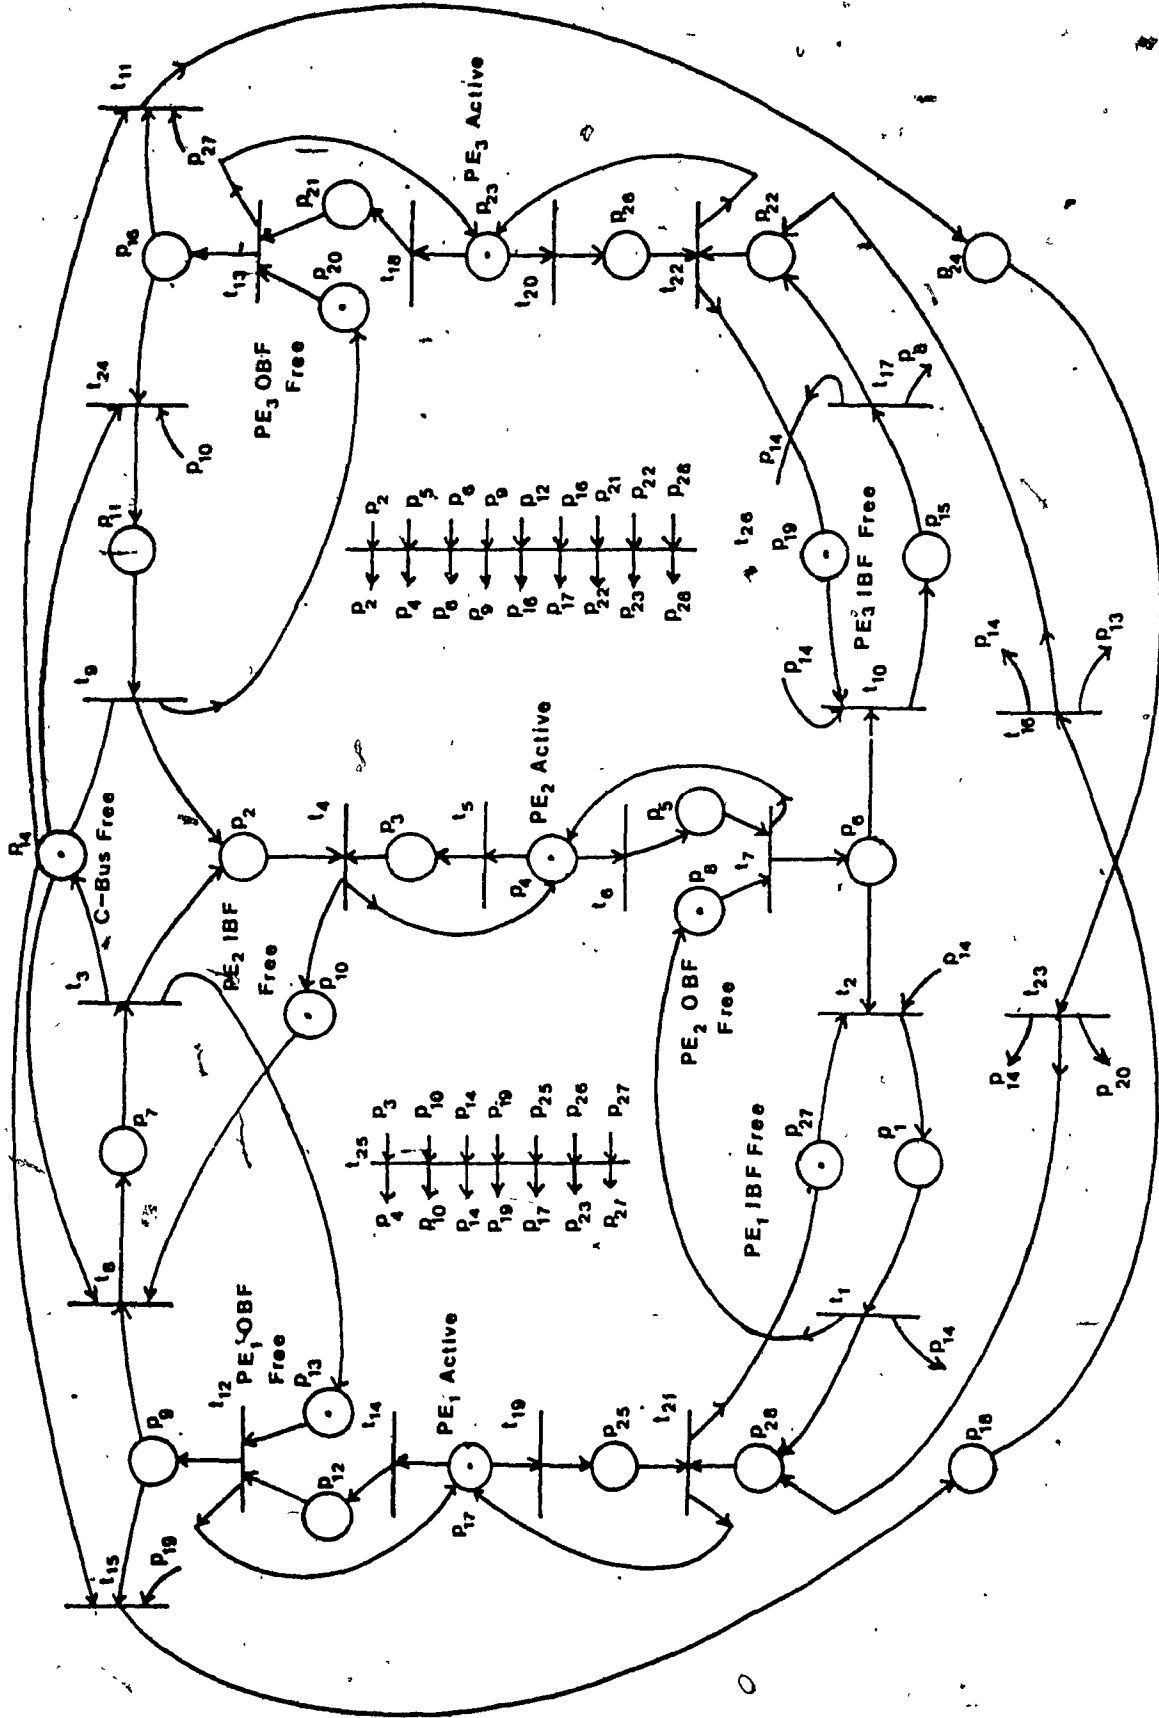 p14
t15
t8
t3
C-Bus Free
t9
t24
t11
p19
p9
p7
p11
p10
p16
p27
t12
PE1 OBF
Free
p13
PE2 IBF
Free
p2
t13
p20
p21
PE3 OBF
Free
p12
t14
p10
t4
p3
t18
t25
p3
p10
p14
p19
p25
p26
p27
p4
p10
p14
p19
p17
p23
p27
p2
p5
p6
p9
p12
p16
p21
p22
p28
p2
p4
p6
p9
p16
p17
p22
p23
p28
t26
PE1 Active
p17
t5
p4
PE2 Active
PE3 Active
p23
t19
t6
t20
p25
p8
p5
p26
t21
PE2 OBF
Free
t7
t22
PE1 IBF Free
p27
p28
t2
p6
p14
p19
p14
p22
PE3 IBF Free
t1
p1
p14
t10
p15
t17
p8
p14
p18
p14
t23
p20
t16
p14
p13
p24